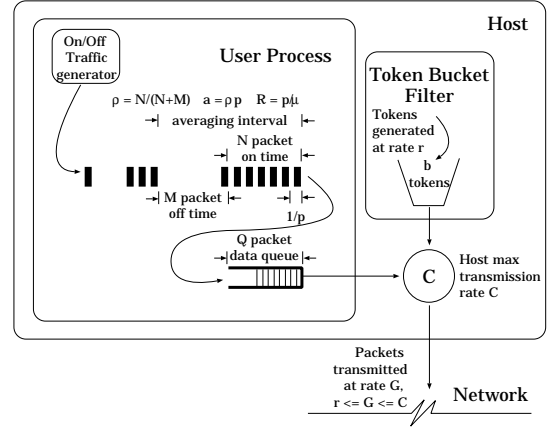 Host
On/Off
Traffic
generator
User Process
ρ = N/(N+M) a = ρ p R = p/μ
averaging interval
N packet
on time
M packet
off time
1/p
Q packet
data queue
Token Bucket
Filter
Tokens
generated
at rate r
b
tokens
C
Host max
transmission
rate C
Packets
transmitted
at rate G,
r <= G <= C
Network